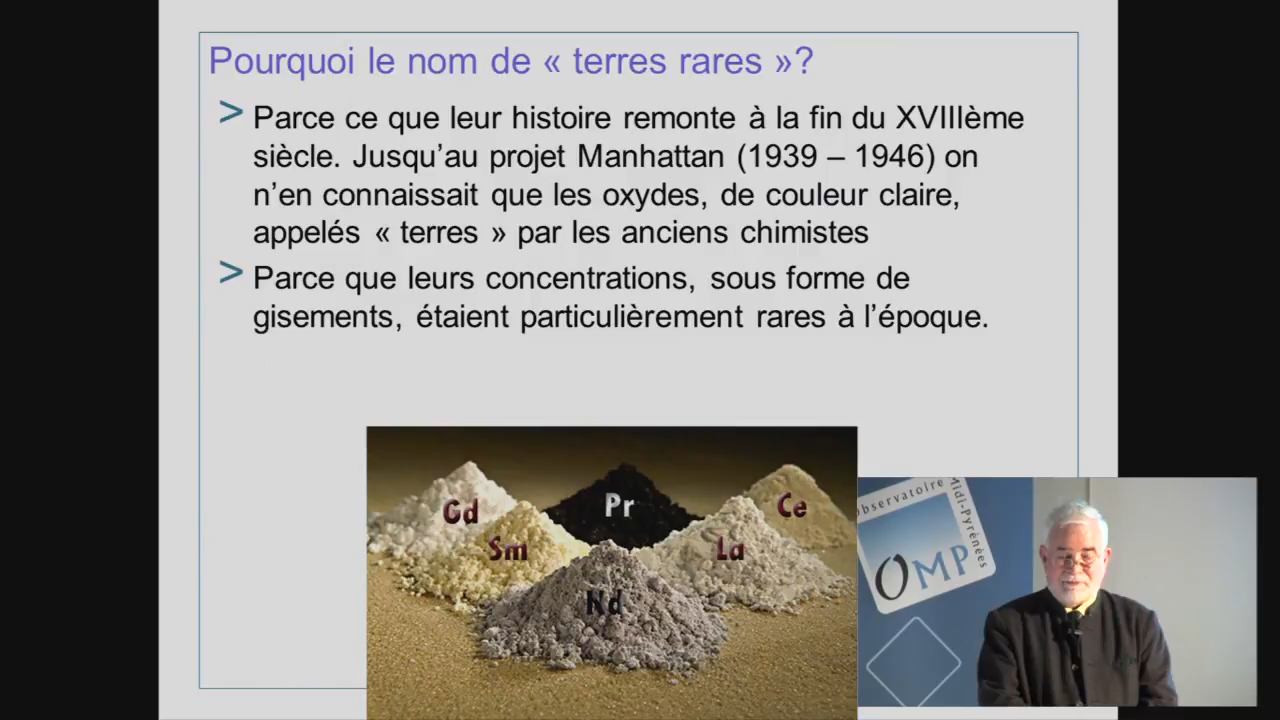 Pourquoi le nom de « terres rares »?
> Parce ce que leur histoire remonte à la fin du XVIIIème
siècle. Jusqu’au projet Manhattan (1939 – 1946) on
n’en connaissait que les oxydes, de couleur claire,
appelés « terres » par les anciens chimistes
> Parce que leurs concentrations, sous forme de
gisements, étaient particulièrement rares à l’époque.
Gd
Pr
Ce
Sm
La
Nd
Observatoire
Midi-Pyrénées
OMP